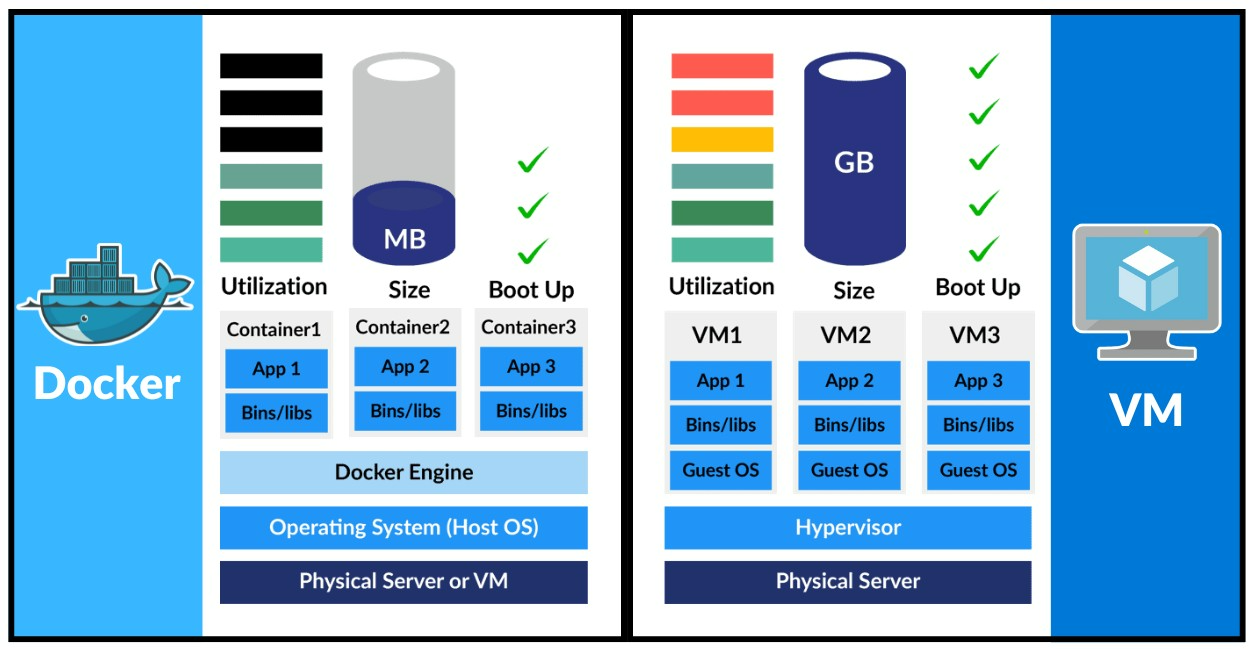 Docker
MB
Utilization
Size
Boot Up
Container1
Container2
Container3
App 1
App 2
App 3
Bins/libs
Bins/libs
Bins/libs
Docker Engine
Operating System (Host OS)
Physical Server or VM
GB
Utilization
Size
Boot Up
VM1
VM2
VM3
App 1
App 2
App 3
Bins/libs
Bins/libs
Bins/libs
Guest OS
Guest OS
Guest OS
Hypervisor
Physical Server
VM